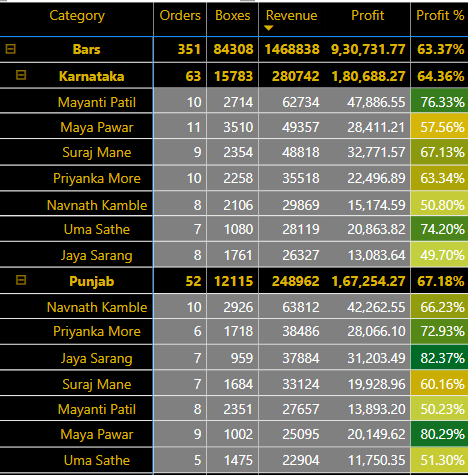 Category Orders Boxes Revenue Profit Profit %
Bars 351 84308 1468838 9,30,731.77 63.37%
Karnataka 63 15783 280742 1,80,688.27 64.36%
Mayanti Patil 10 2714 62734 47,886.55 76.33%
Maya Pawar 11 3510 49357 28,411.21 57.56%
Suraj Mane 9 2354 48818 32,771.57 67.13%
Priyanka More 10 2258 35518 22,496.89 63.34%
Navnath Kamble 8 2106 29869 15,174.59 50.80%
Uma Sathe 7 1080 28119 20,863.82 74.20%
Jaya Sarang 8 1761 26327 13,083.64 49.70%
Punjab 52 12115 248962 1,67,254.27 67.18%
Navnath Kamble 10 2926 63812 42,262.55 66.23%
Priyanka More 6 1718 38486 28,066.10 72.93%
Jaya Sarang 7 959 37884 31,203.49 82.37%
Suraj Mane 7 1684 33124 19,928.96 60.16%
Mayanti Patil 8 2351 27657 13,893.20 50.23%
Maya Pawar 9 1002 25095 20,149.62 80.29%
Uma Sathe 5 1475 22904 11,750.35 51.30%